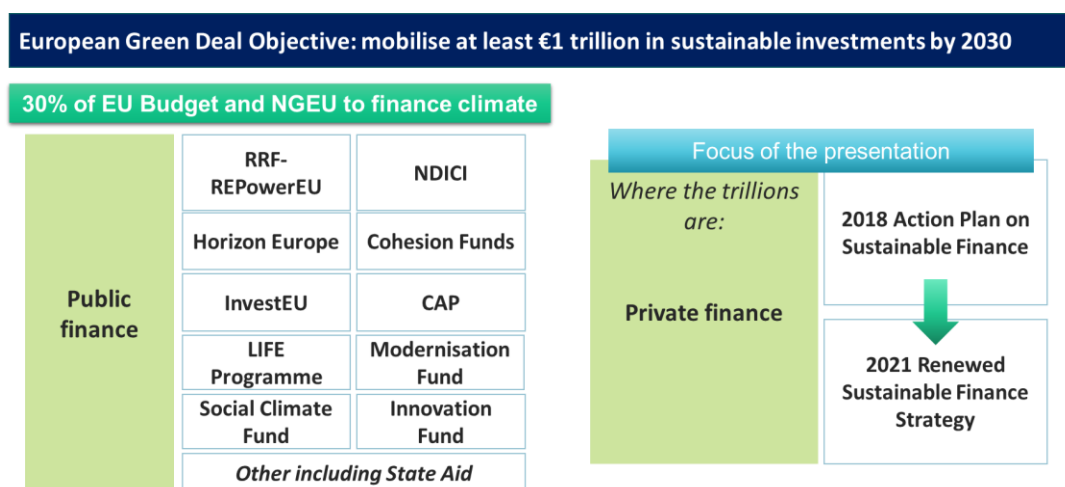 European Green Deal Objective: mobilise at least €1 trillion in sustainable investments by 2030
30% of EU Budget and NGEU to finance climate
Public
finance
RRF-
REPowerEU
NDICI
Horizon Europe
Cohesion Funds
InvestEU
CAP
LIFE
Programme
Modernisation
Fund
Social Climate
Fund
Innovation
Fund
Other including State Aid
Focus of the presentation
Where the trillions
are:
Private finance
2018 Action Plan on
Sustainable Finance
2021 Renewed
Sustainable Finance
Strategy